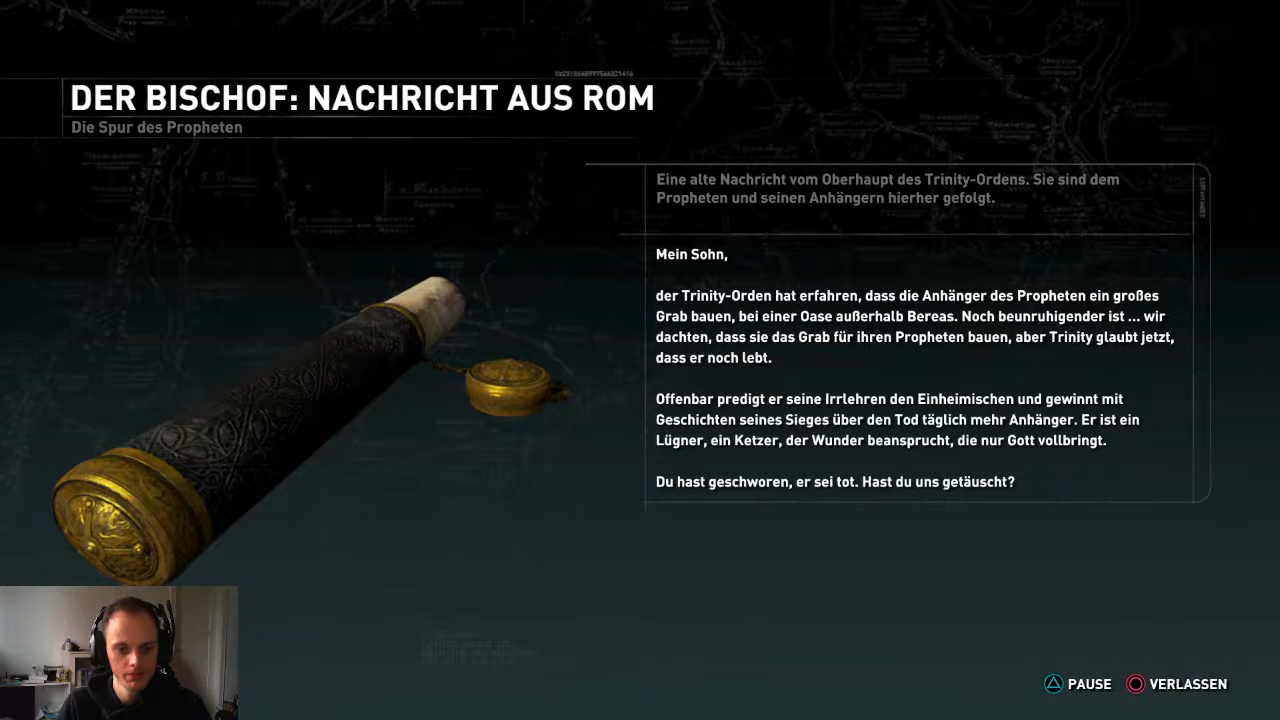 DER BISCHOF: NACHRICHT AUS ROM
Die Spur des Propheten
Eine alte Nachricht vom Oberhaupt des Trinity-Ordens. Sie sind dem
Propheten und seinen Anhängern hierher gefolgt.
Mein Sohn,
der Trinity-Orden hat erfahren, dass die Anhänger des Propheten ein großes
Grab bauen, bei einer Oase außerhalb Bereas. Noch beunruhigender ist ... wir
dachten, dass sie das Grab für ihren Propheten bauen, aber Trinity glaubt jetzt,
dass er noch lebt.
Offenbar predigt er seine Irrlehren den Einheimischen und gewinnt mit
Geschichten seines Sieges über den Tod täglich mehr Anhänger. Er ist ein
Lügner, ein Ketzer, der Wunder beansprucht, die nur Gott vollbringt.
Du hast geschworen, er sei tot. Hast du uns getäuscht?
PAUSE VERLASSEN